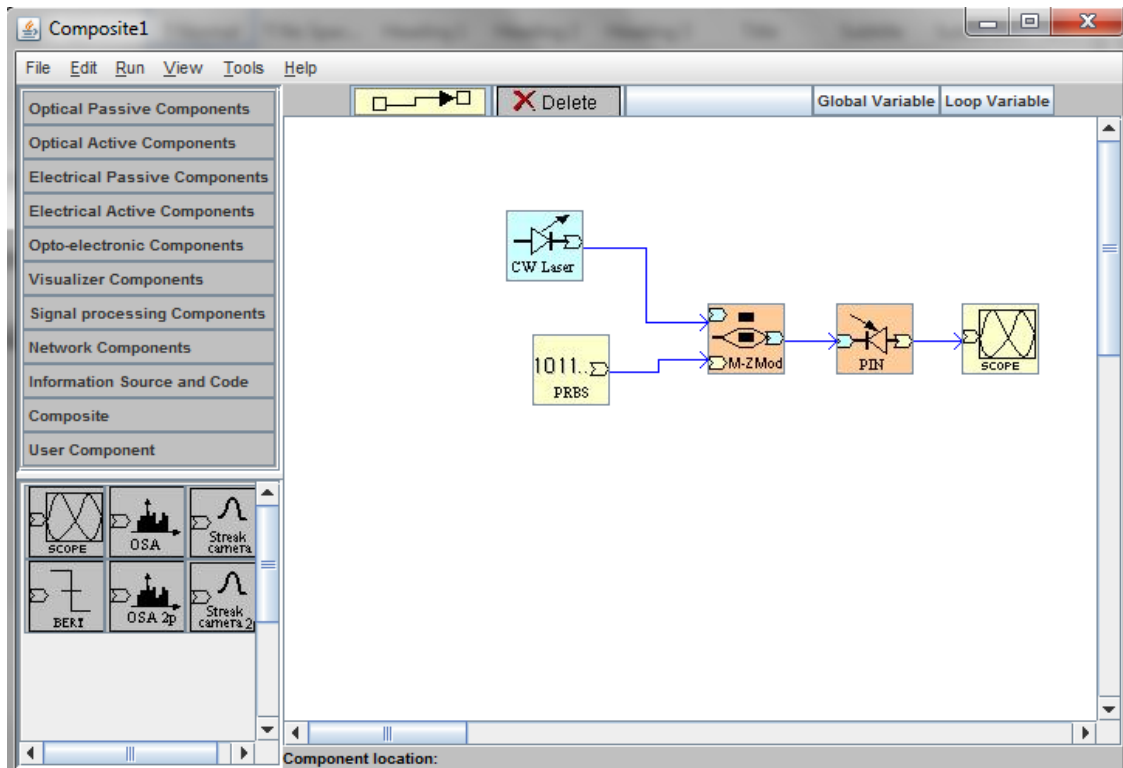 Composite1
File Edit Run View Tools Help
Delete
Global Variable Loop Variable
Optical Passive Components
Optical Active Components
Electrical Passive Components
Electrical Active Components
Opto-electronic Components
Visualizer Components
Signal processing Components
Network Components
Information Source and Code
Composite
User Component
CW Laser
1011..
PRBS
M-ZMod
PIN
SCOPE
SCOPE
OSA
Streak
camera
BERT
OSA 2p
Streak
camera 2p
Component location: